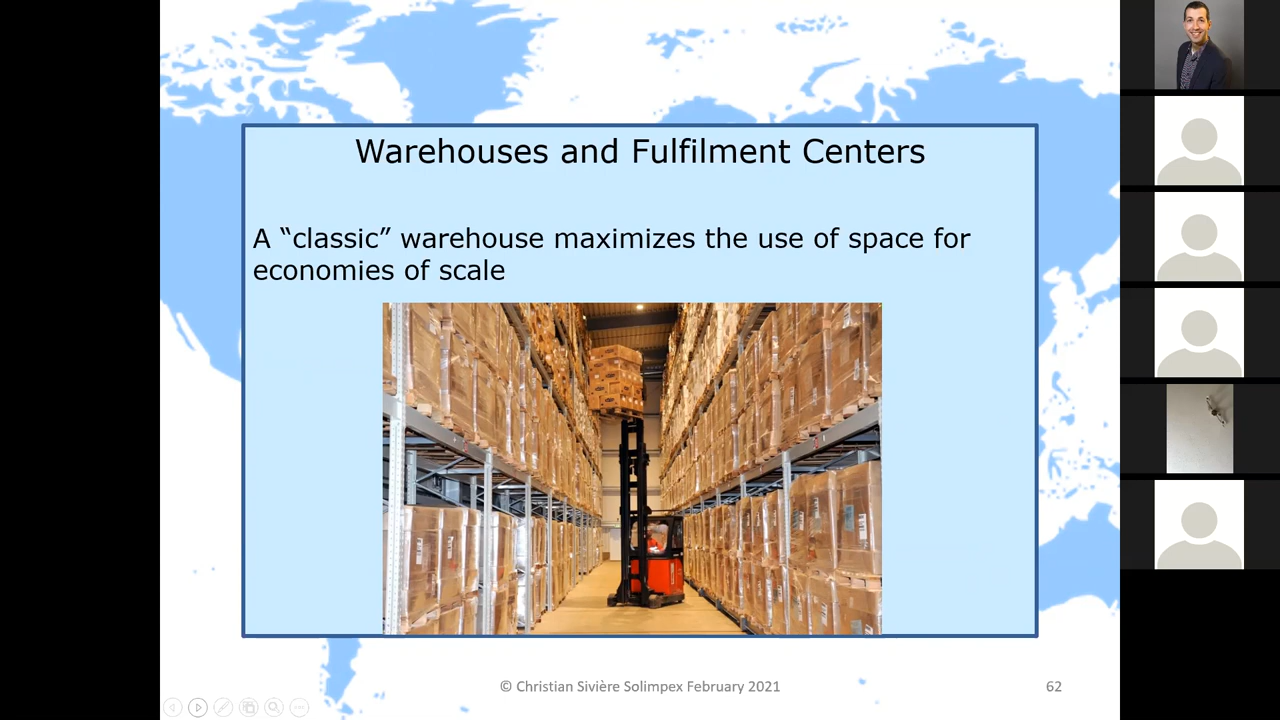 Warehouses and Fulfilment Centers
A “classic” warehouse maximizes the use of space for
economies of scale
© Christian Sivière Solimpex February 2021
62